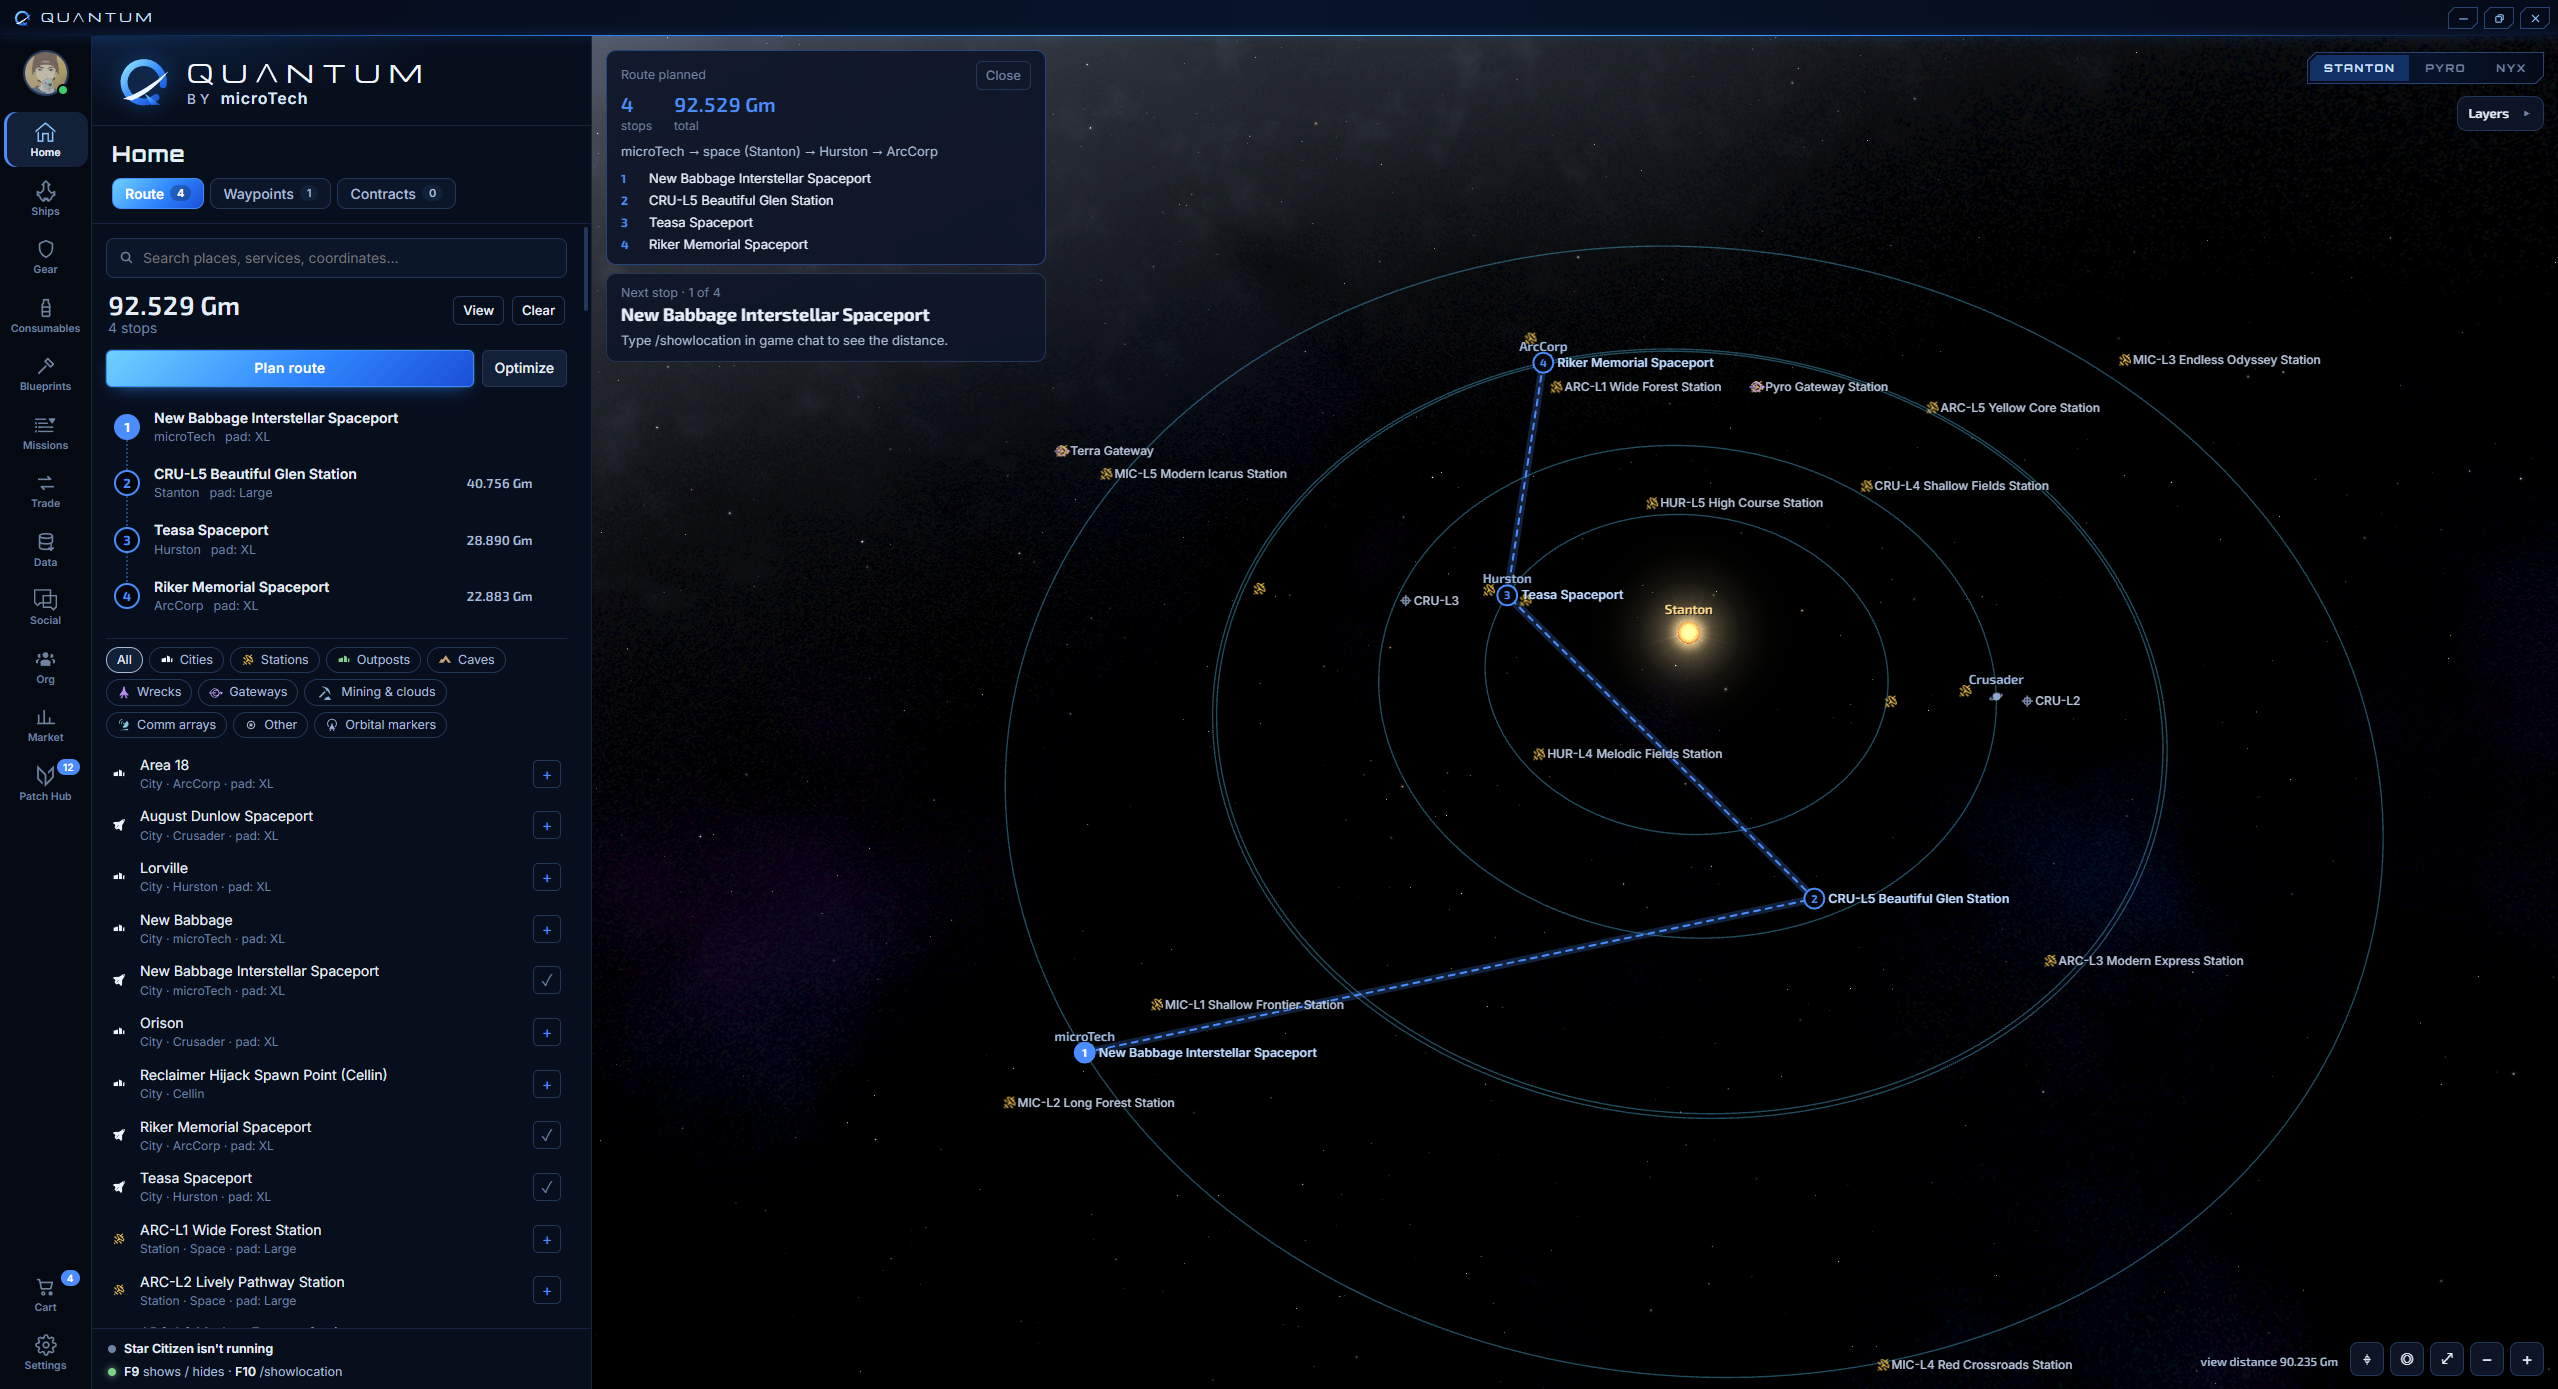 QUANTUM
QUANTUM
BY microTech
Home
Ships
Gear
Consumables
Blueprints
Missions
Trade
Data
Social
Org
Market
12
Patch Hub
4
Cart
Settings
Home
Route 4
Waypoints 1
Contracts 0
Search places, services, coordinates...
92.529 Gm
4 stops
View
Clear
Plan route
Optimize
1
New Babbage Interstellar Spaceport
microTech pad: XL
2
CRU-L5 Beautiful Glen Station
Stanton pad: Large
40.756 Gm
3
Teasa Spaceport
Hurston pad: XL
28.890 Gm
4
Riker Memorial Spaceport
ArcCorp pad: XL
22.883 Gm
All
Cities
Stations
Outposts
Caves
Wrecks
Gateways
Mining & clouds
Comm arrays
Other
Orbital markers
Area 18
City · ArcCorp · pad: XL
August Dunlow Spaceport
City · Crusader · pad: XL
Lorville
City · Hurston · pad: XL
New Babbage
City · microTech · pad: XL
New Babbage Interstellar Spaceport
City · microTech · pad: XL
Orison
City · Crusader · pad: XL
Reclaimer Hijack Spawn Point (Cellin)
City · Cellin
Riker Memorial Spaceport
City · ArcCorp · pad: XL
Teasa Spaceport
City · Hurston · pad: XL
ARC-L1 Wide Forest Station
Station · Space · pad: Large
ARC-L2 Lively Pathway Station
Station · Space · pad: Large
Star Citizen isn't running
F9 shows / hides · F10 /showlocation
Route planned
Close
4
stops
92.529 Gm
total
microTech → space (Stanton) → Hurston → ArcCorp
1 New Babbage Interstellar Spaceport
2 CRU-L5 Beautiful Glen Station
3 Teasa Spaceport
4 Riker Memorial Spaceport
Next stop · 1 of 4
New Babbage Interstellar Spaceport
Type /showlocation in game chat to see the distance.
STANTON
PYRO
NYX
Layers
ArcCorp
4 Riker Memorial Spaceport
MIC-L3 Endless Odyssey Station
ARC-L1 Wide Forest Station
Pyro Gateway Station
ARC-L5 Yellow Core Station
Terra Gateway
MIC-L5 Modern Icarus Station
CRU-L4 Shallow Fields Station
HUR-L5 High Course Station
Hurston
3 Teasa Spaceport
CRU-L3
Stanton
Crusader
CRU-L2
HUR-L4 Melodic Fields Station
2 CRU-L5 Beautiful Glen Station
ARC-L3 Modern Express Station
MIC-L1 Shallow Frontier Station
microTech
1 New Babbage Interstellar Spaceport
MIC-L2 Long Forest Station
MIC-L4 Red Crossroads Station
view distance 90.235 Gm